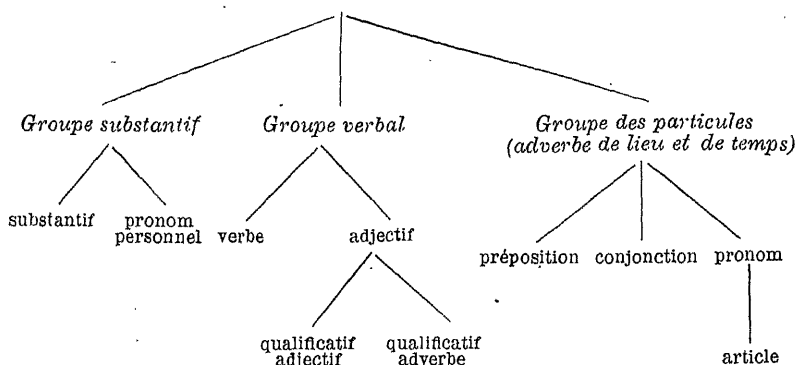 Groupe substantif
Groupe verbal
Groupe des particules
(adverbe de lieu et de temps)
substantif
pronom
personnel
verbe
adjectif
préposition
conjonction
pronom
qualificatif
adjectif
qualificatif
adverbe
article